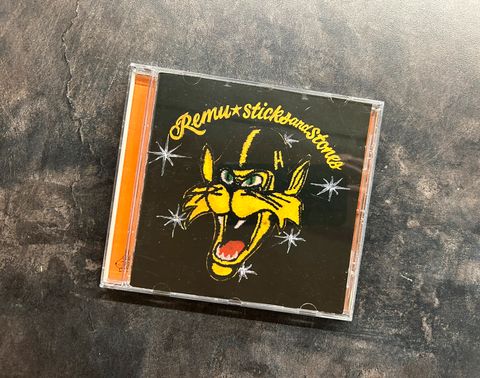 Remu★sticks and stones
H